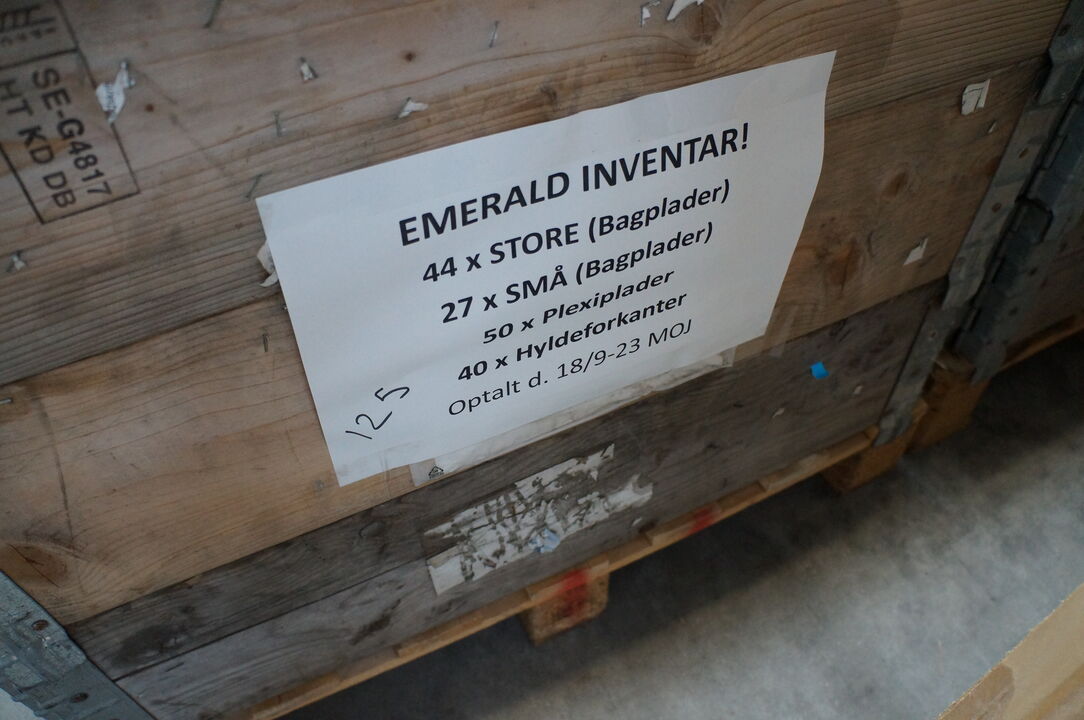 SE-G4817
HT KD DB
EMERALD INVENTAR!
44 x STORE (Bagplader)
27 x SMÅ (Bagplader)
50 x Plexiplader
40 x Hyldeforkanter
Optalt d. 18/9-23 MOJ
125